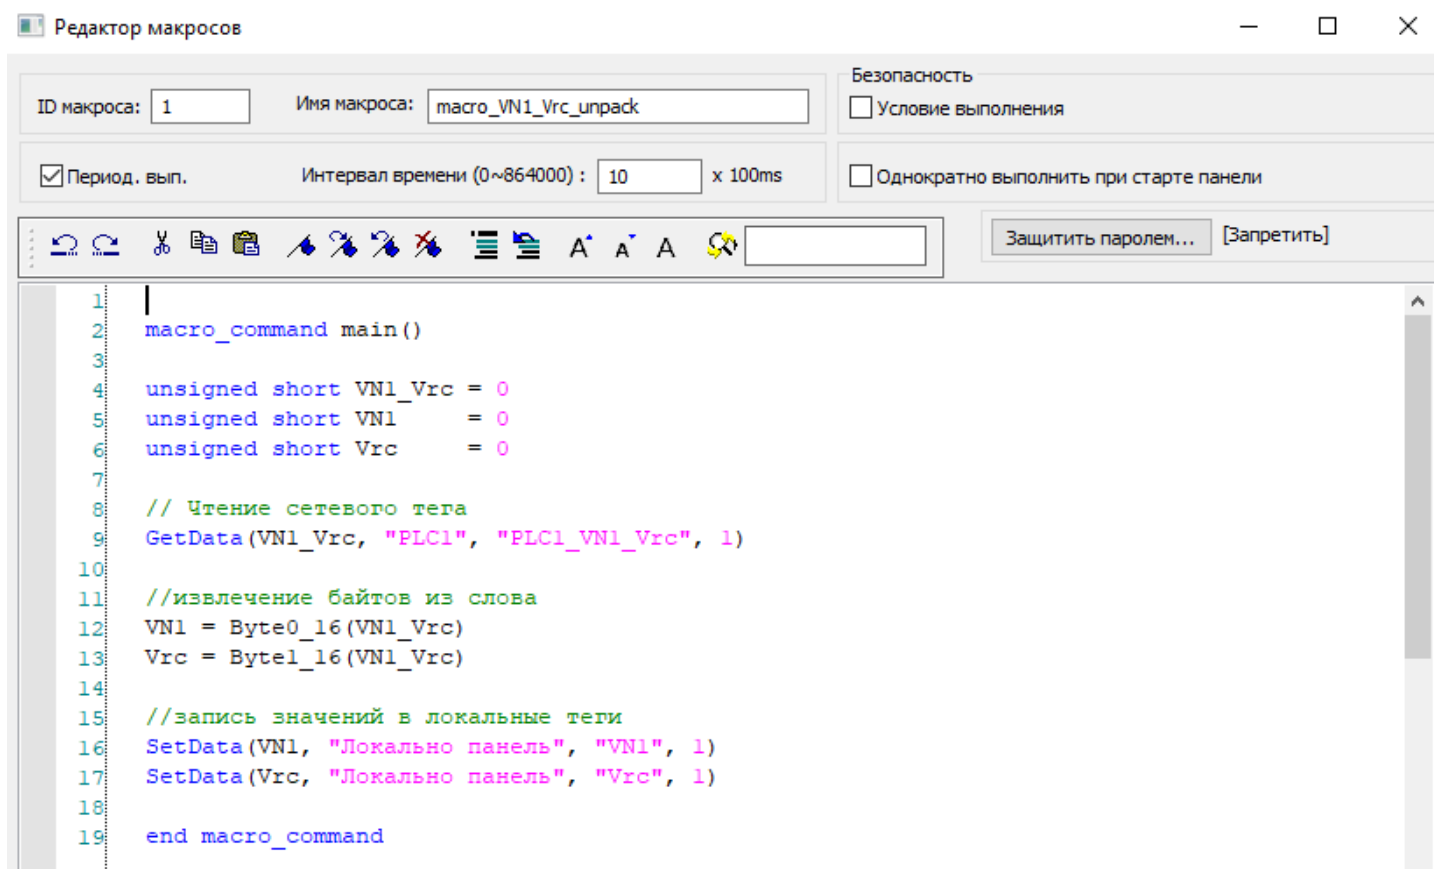 Редактор макросов
Безопасность
ID макроса: 1 Имя макроса: macro_VN1_Vrc_unpack
Условие выполнения
Период. вып. Интервал времени (0~864000) : 10 x 100ms
Однократно выполнить при старте панели
Защитить паролем... [Запретить]
A A A
1
2 macro_command main()
3
4 unsigned short VN1_Vrc = 0
5 unsigned short VN1 = 0
6 unsigned short Vrc = 0
7
8 // Чтение сетевого тега
9 GetData(VN1_Vrc, "PLC1", "PLC1_VN1_Vrc", 1)
10
11 //извлечение байтов из слова
12 VN1 = Byte0_16(VN1_Vrc)
13 Vrc = Byte1_16(VN1_Vrc)
14
15 //запись значений в локальные теги
16 SetData(VN1, "Локально панель", "VN1", 1)
17 SetData(Vrc, "Локально панель", "Vrc", 1)
18
19 end macro_command